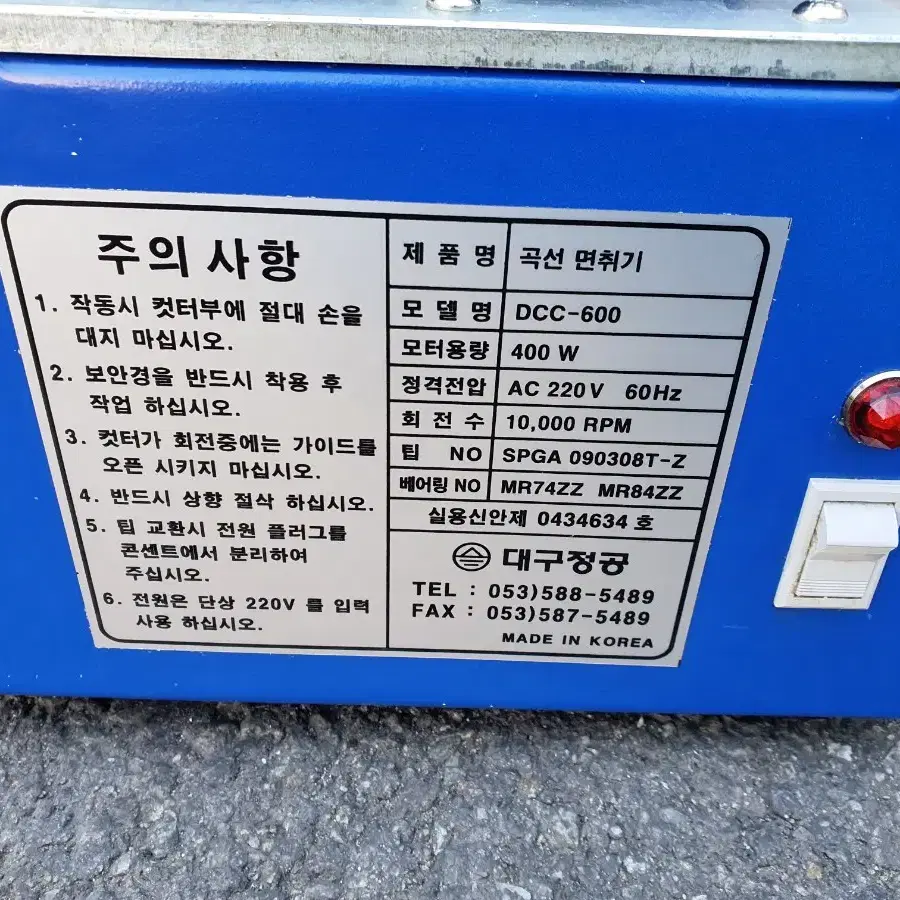 주의사항
1. 작동시 컷터부에 절대 손을
대지 마십시오.
2. 보안경을 반드시 착용 후
작업 하십시오.
3. 컷터가 회전중에는 가이드를
오픈 시키지 마십시오.
4. 반드시 상향 절삭 하십시오.
5. 팁 교환시 전원 플러그를
콘센트에서 분리하여
주십시오.
6. 전원은 단상 220V 를 입력
사용 하십시오.
제 품 명 곡선 면취기
모 델 명 DCC-600
모터용량 400 W
정격전압 AC 220V 60Hz
회 전 수 10,000 RPM
팁 NO SPGA 090308T-Z
베어링 NO MR74ZZ MR84ZZ
실용신안제 0434634 호
대구정공
TEL : 053)588-5489
FAX : 053)587-5489
MADE IN KOREA